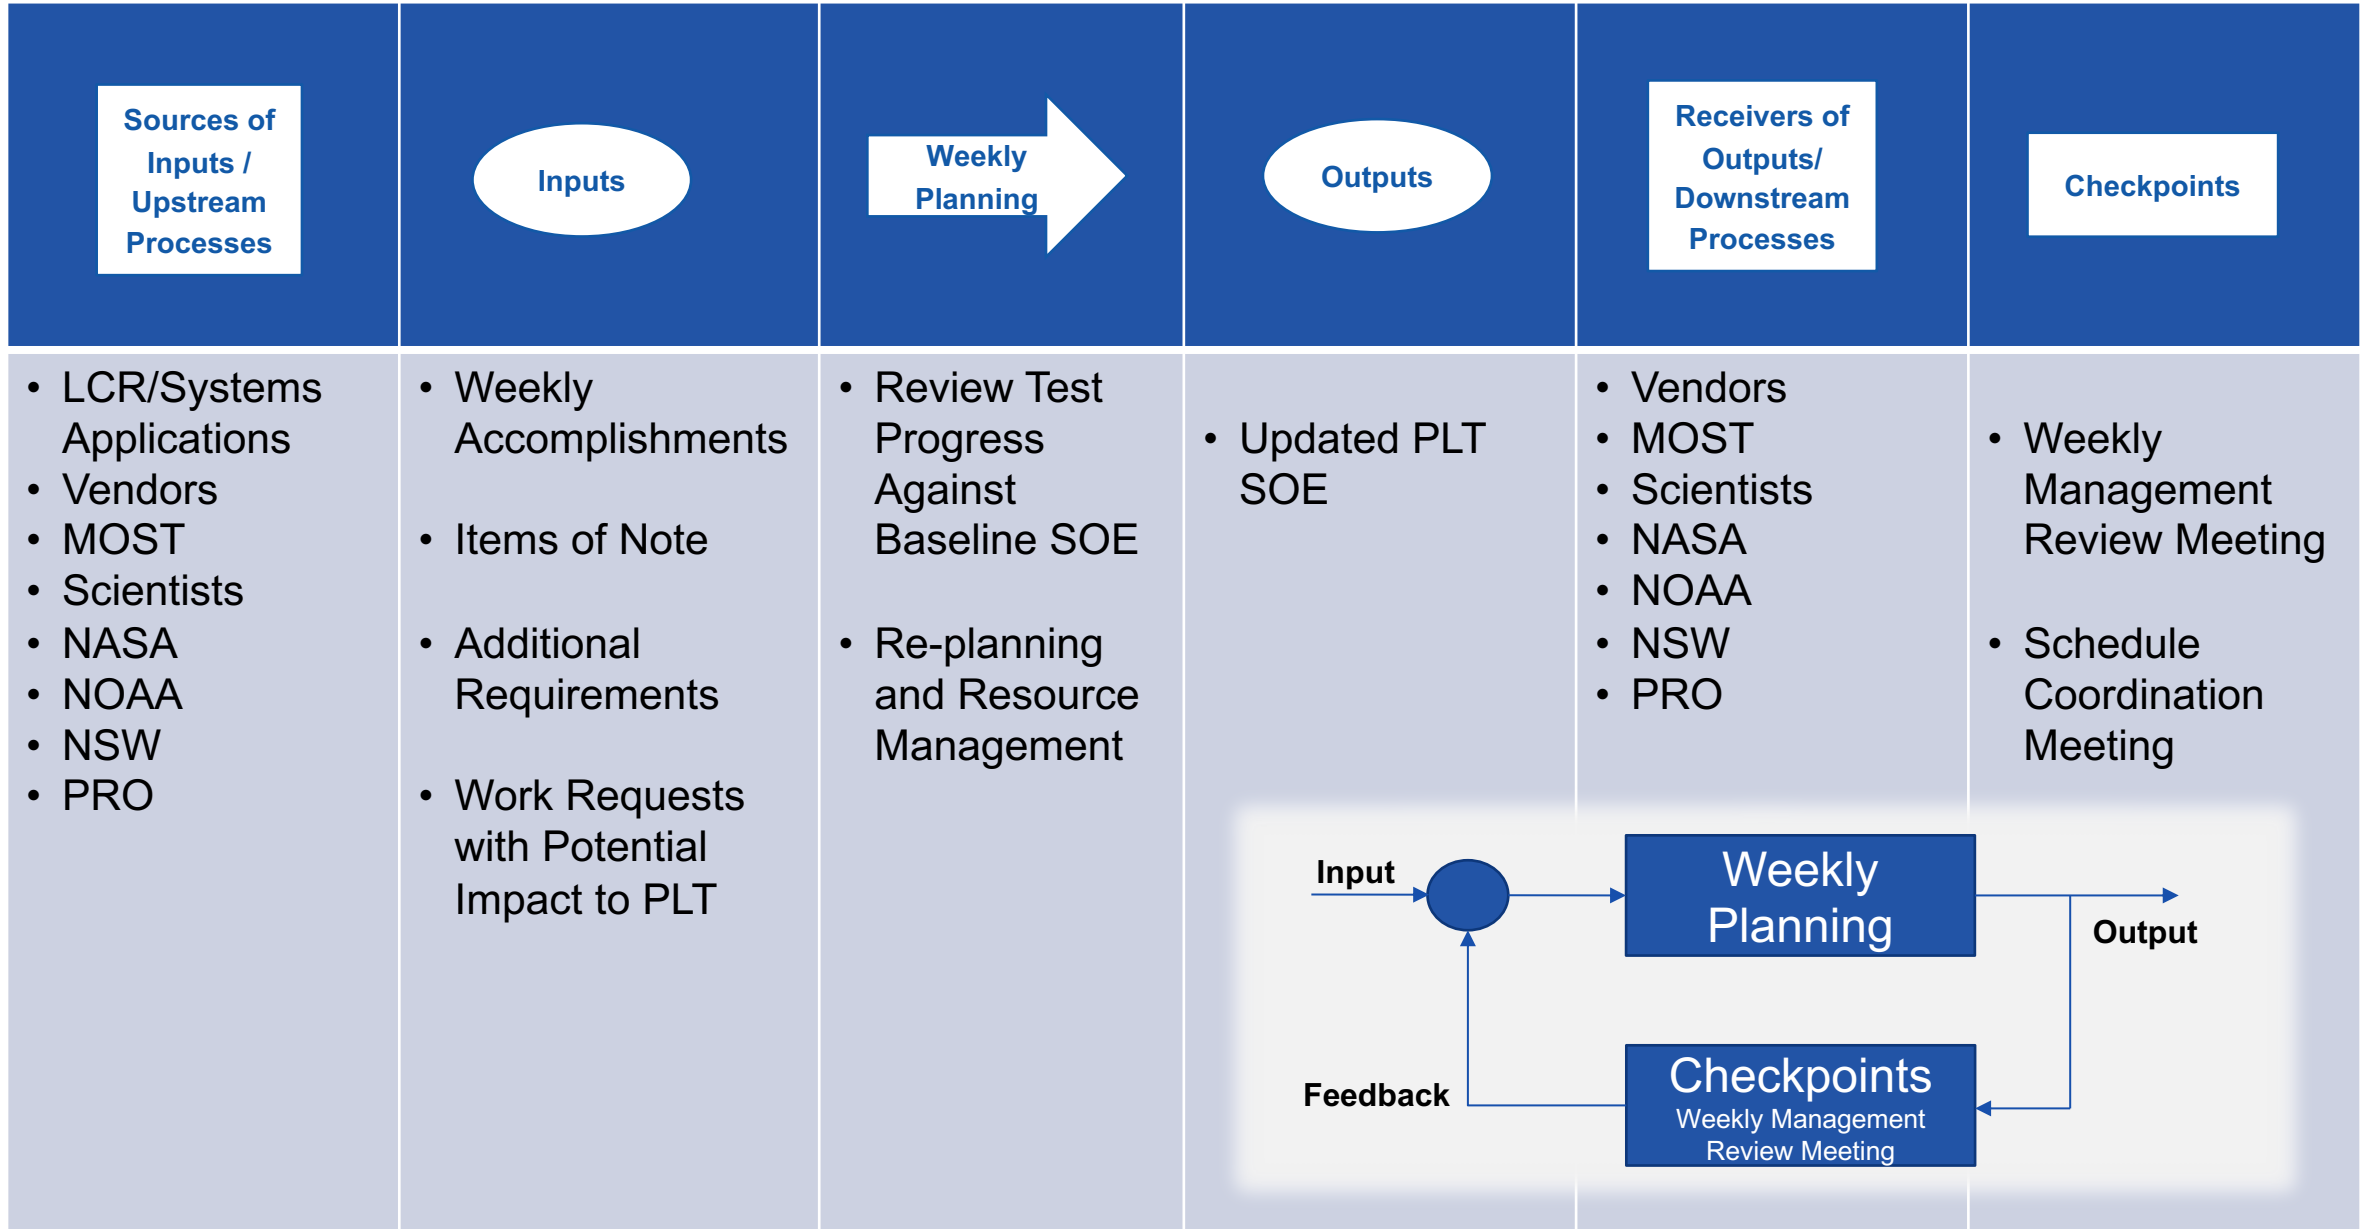 Sources of
Inputs /
Upstream
Processes
Inputs
Weekly
Planning
Outputs
Receivers of
Outputs/
Downstream
Processes
Checkpoints
• LCR/Systems
Applications
• Vendors
• MOST
• Scientists
• NASA
• NOAA
• NSW
• PRO
• Weekly
Accomplishments
• Items of Note
• Additional
Requirements
• Work Requests
with Potential
Impact to PLT
• Review Test
Progress
Against
Baseline SOE
• Re-planning
and Resource
Management
• Updated PLT
SOE
• Vendors
• MOST
• Scientists
• NASA
• NOAA
• NSW
• PRO
• Weekly
Management
Review Meeting
• Schedule
Coordination
Meeting
Input
Weekly
Planning
Output
Feedback
Checkpoints
Weekly Management
Review Meeting